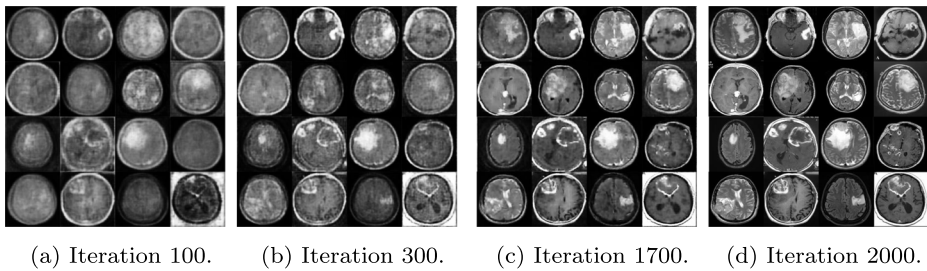 (a) Iteration 100.
(b) Iteration 300.
(c) Iteration 1700.
(d) Iteration 2000.